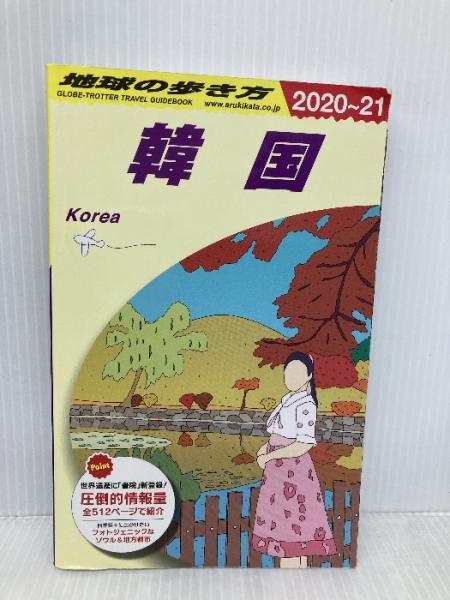 地球の歩き方
GLOBE-TROTTER TRAVEL GUIDEBOOK
www.arukikata.co.jp
2020~21
韓国
Korea
Point
世界遺産に「書院」新登録!
圧倒的情報量
全512ページで紹介
フォトジェニックな
ソウル&地方都市